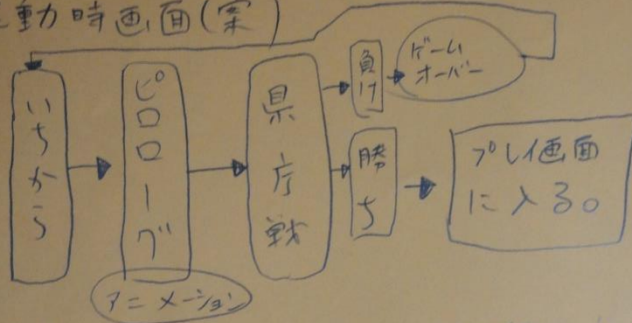 動時画面(案)
いちから
ピロローグ
アニメーション
県庁戦
負け
ゲーム
オーバー
勝ち
プレイ画面
に入る。